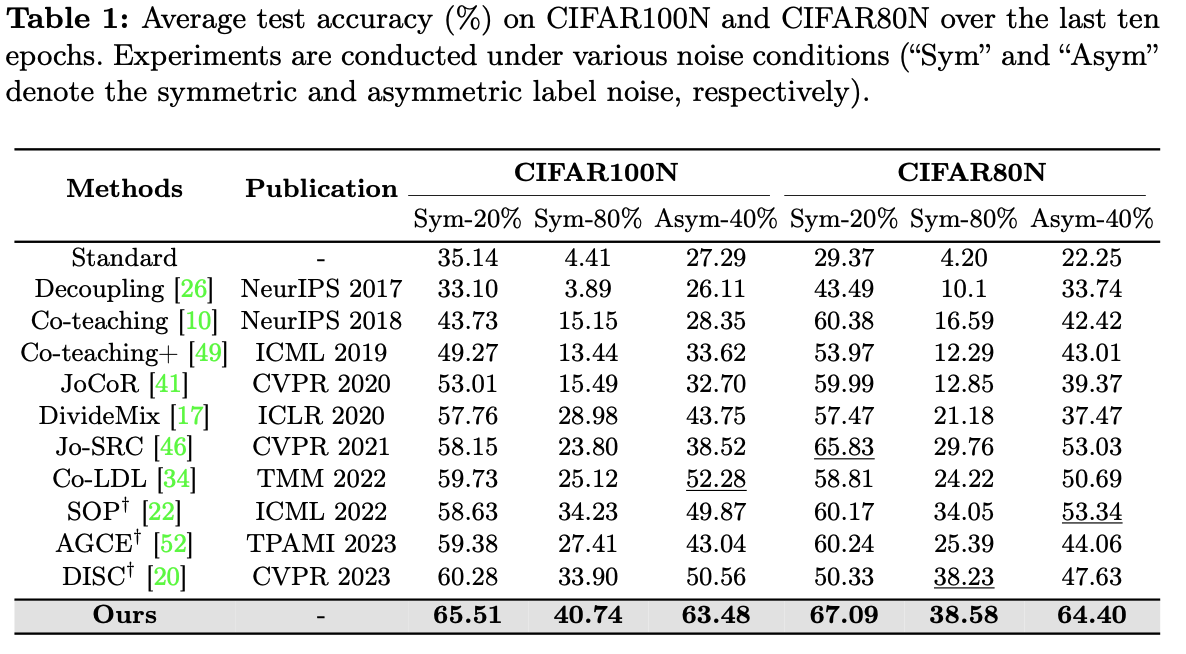 Table 1: Average test accuracy (%) on CIFAR100N and CIFAR80N over the last ten
epochs. Experiments are conducted under various noise conditions (“Sym” and “Asym”
denote the symmetric and asymmetric label noise, respectively).
Methods Publication CIFAR100N CIFAR80N
Sym-20% Sym-80% Asym-40% Sym-20% Sym-80% Asym-40%
Standard - 35.14 4.41 27.29 29.37 4.20 22.25
Decoupling [26] NeurIPS 2017 33.10 3.89 26.11 43.49 10.1 33.74
Co-teaching [10] NeurIPS 2018 43.73 15.15 28.35 60.38 16.59 42.42
Co-teaching+ [49] ICML 2019 49.27 13.44 33.62 53.97 12.29 43.01
JoCoR [41] CVPR 2020 53.01 15.49 32.70 59.99 12.85 39.37
DivideMix [17] ICLR 2020 57.76 28.98 43.75 57.47 21.18 37.47
Jo-SRC [46] CVPR 2021 58.15 23.80 38.52 65.83 29.76 53.03
Co-LDL [34] TMM 2022 59.73 25.12 52.28 58.81 24.22 50.69
SOP† [22] ICML 2022 58.63 34.23 49.87 60.17 34.05 53.34
AGCE† [52] TPAMI 2023 59.38 27.41 43.04 60.24 25.39 44.06
DISC† [20] CVPR 2023 60.28 33.90 50.56 50.33 38.23 47.63
Ours - 65.51 40.74 63.48 67.09 38.58 64.40